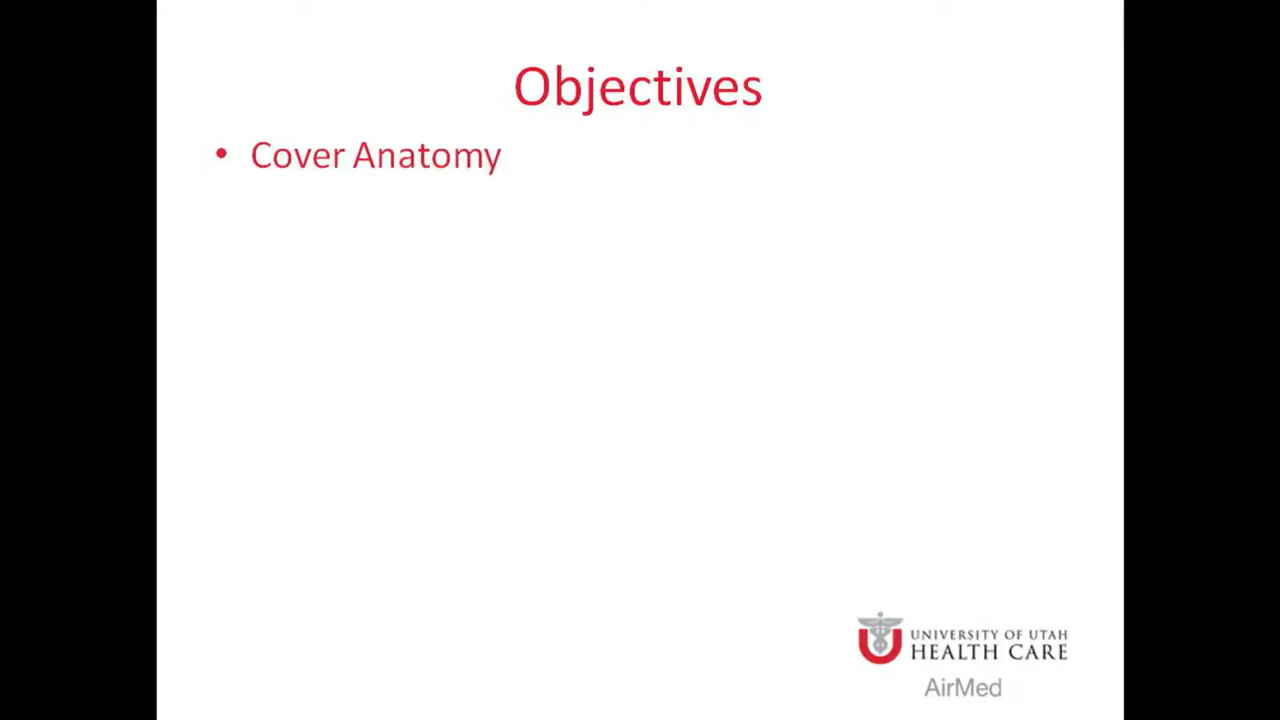 Objectives
• Cover Anatomy
UNIVERSITY OF UTAH
HEALTH CARE
AirMed